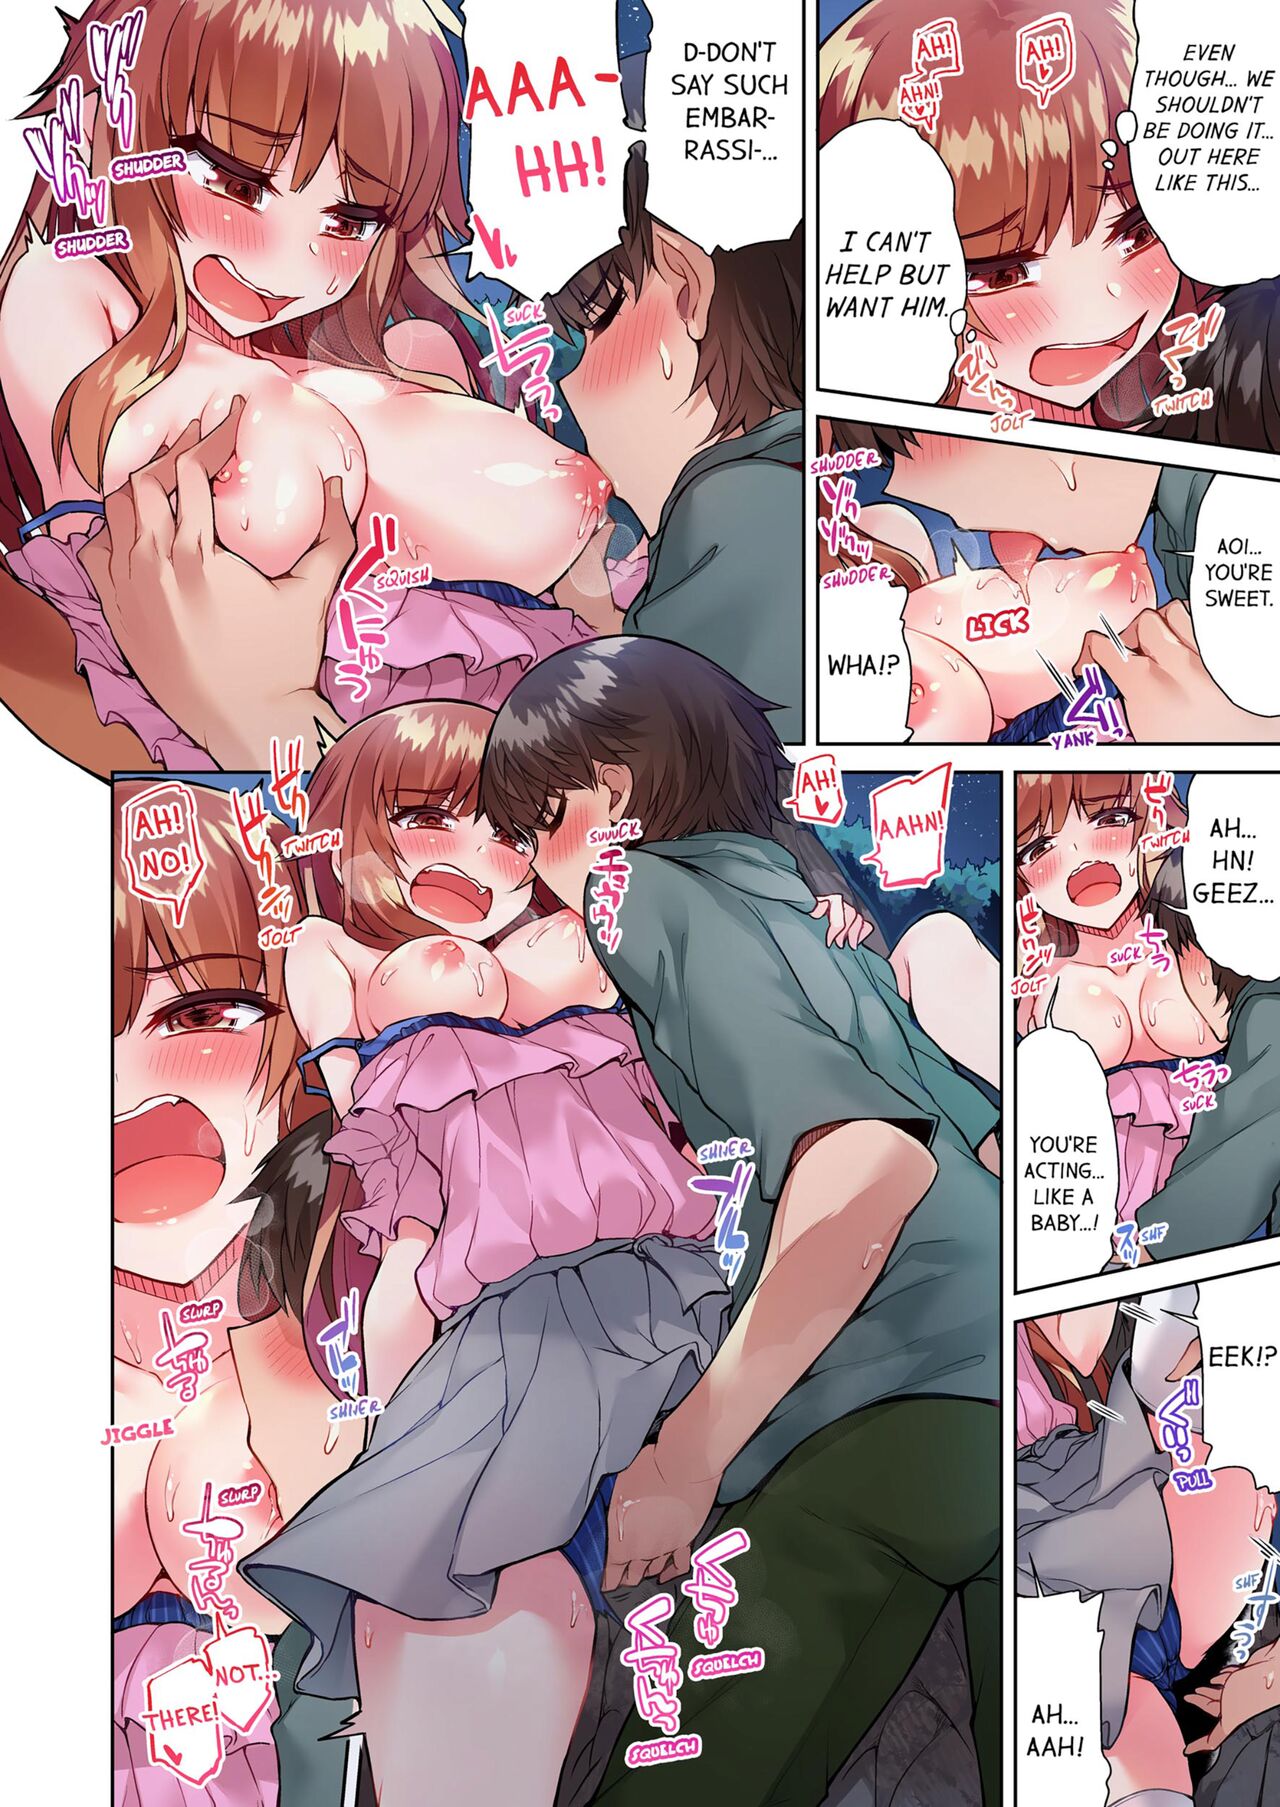 EVEN
THOUGH... WE
SHOULDN'T
BE DOING IT...
OUT HERE
LIKE THIS...
AH!
AH!
AHN!
I CAN'T
HELP BUT
WANT HIM.
TWITCH
JOLT
AOI...
YOU'RE
SWEET.
SHUDDER
SHUDDER
LICK
WHA!?
YANK
D-DON'T
SAY SUCH
EMBAR-
RASSI-...
AAA-
HH!
SHUDDER
SHUDDER
SUCK
SQUISH
AH...
HN!
GEEZ...
TWITCH
SUCK
JOLT
SUCK
YOU'RE
ACTING...
LIKE A
BABY...!
SHF
EEK!?
PULL
SHF
AH...
AAH!
AAHN!
AH!
SUUUCK
TWITCH
JOLT
SHIVER
SHIVER
SQUELCH
SQUELCH
AH!
NO!
SLURP
JIGGLE
SLURP
NOT...
THERE!